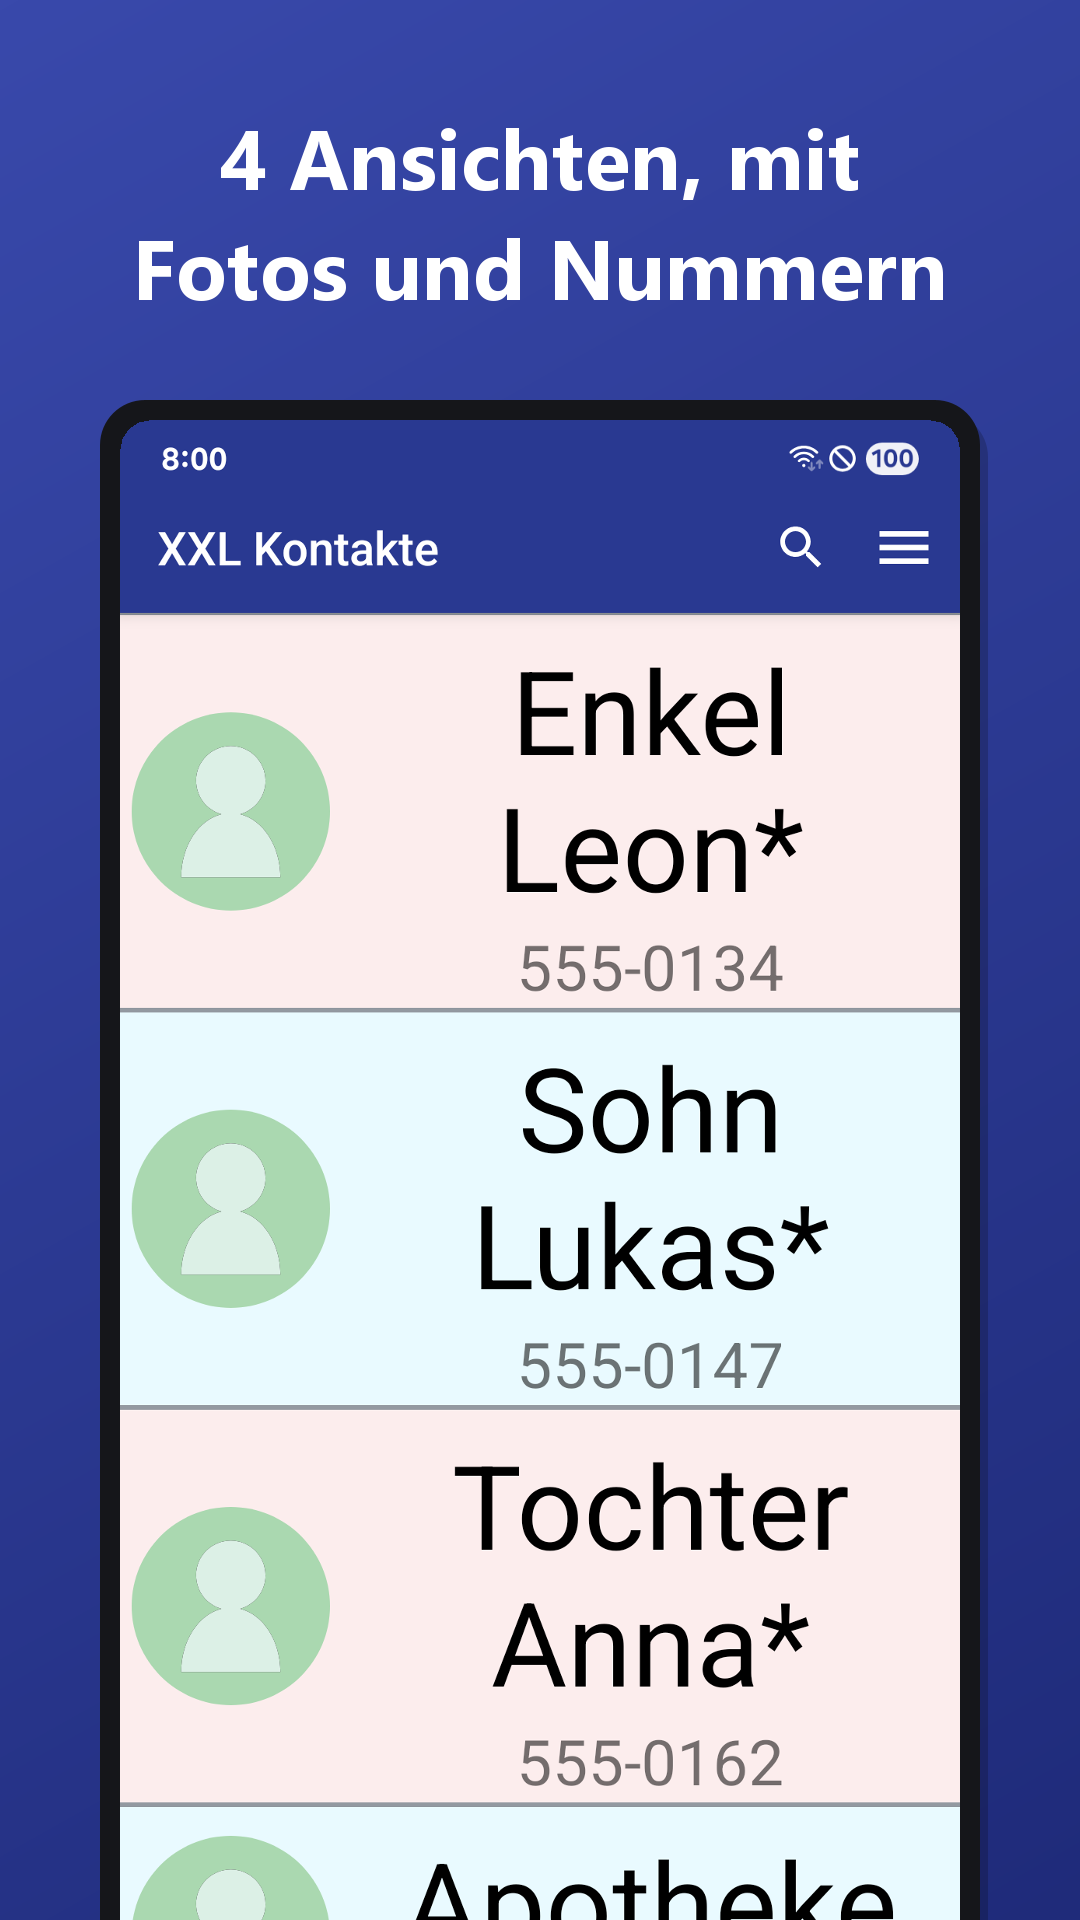 4 Ansichten, mit
Fotos und Nummern
8:00
100
XXL Kontakte
Enkel
Leon*
555-0134
Sohn
Lukas*
555-0147
Tochter
Anna*
555-0162
Apotheke